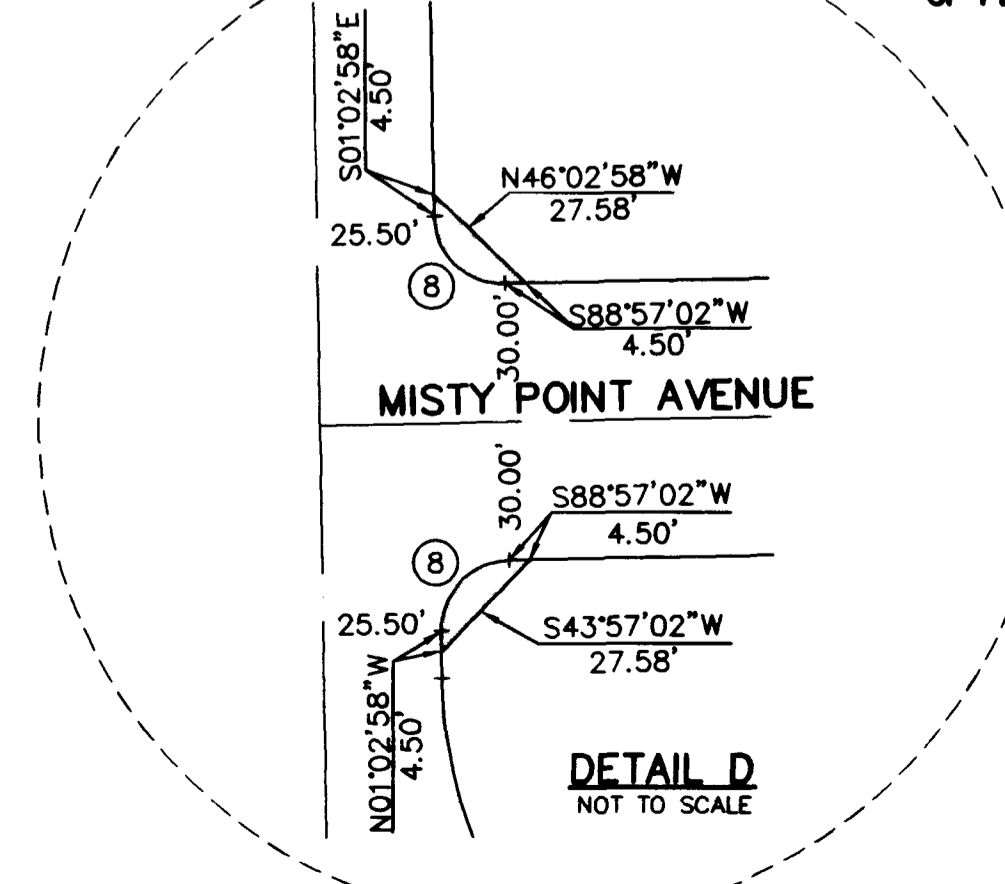 S01°02'58"E
4.50'
N46°02'58"W
27.58'
25.50'
8
S88°57'02"W
4.50'
30.00'
MISTY POINT AVENUE
30.00'
S88°57'02"W
4.50'
8
25.50'
S43°57'02"W
27.58'
N01°02'58"W
4.50'
DETAIL D
NOT TO SCALE